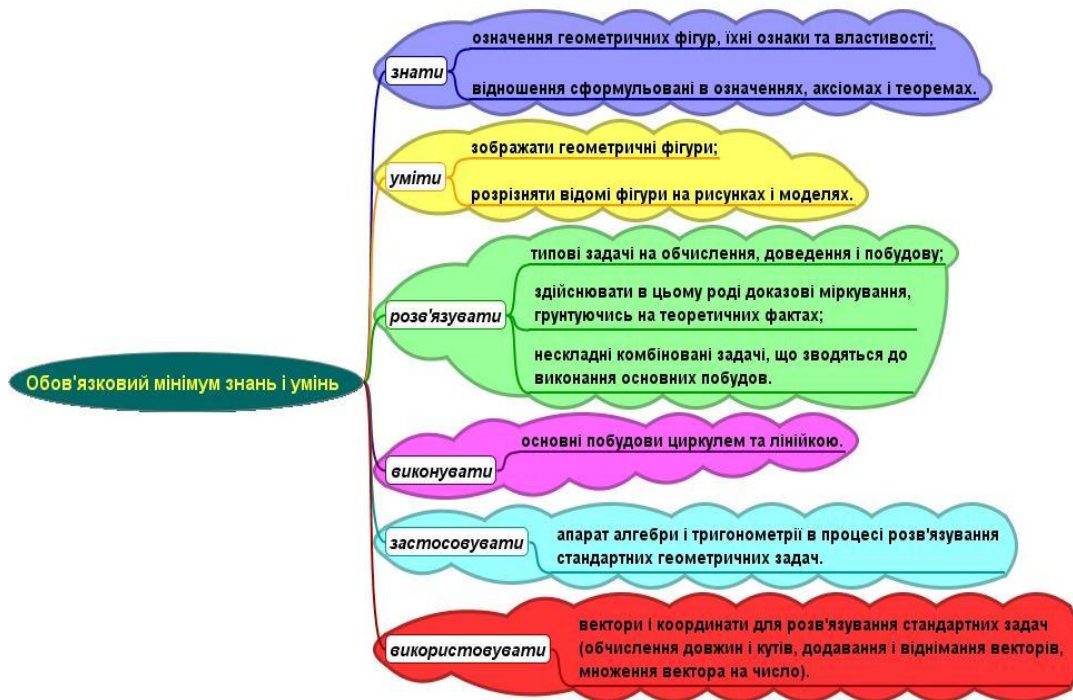 означення геометричних фігур, їхні ознаки та властивості;
знати
відношення сформульовані в означеннях, аксіомах і теоремах.
зображати геометричні фігури;
уміти
розрізняти відомі фігури на рисунках і моделях.
типові задачі на обчислення, доведення і побудову;
здійснювати в цьому роді доказові міркування,
грунтуючись на теоретичних фактах;
розв'язувати
нескладні комбіновані задачі, що зводяться до
виконання основних побудов.
Обов'язковий мінімум знань і умінь
основні побудови циркулем та лінійкою.
виконувати
апарат алгебри і тригонометрії в процесі розв'язування
стандартних геометричних задач.
застосовувати
вектори і координати для розв'язування стандартних задач
(обчислення довжин і кутів, додавання і віднімання векторів,
множення вектора на число).
використовувати